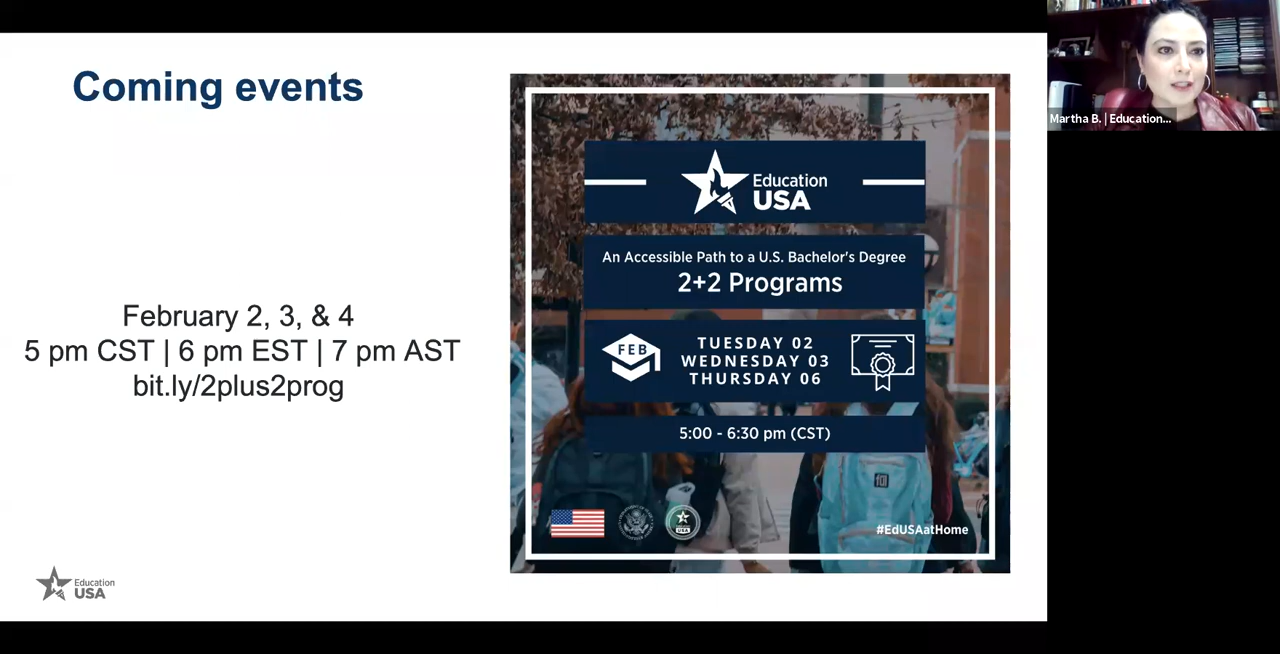 Coming events
February 2, 3, & 4
5 pm CST | 6 pm EST | 7 pm AST
bit.ly/2plus2prog
Education
USA
Education
USA
An Accessible Path to a U.S. Bachelor's Degree
2+2 Programs
FEB
TUESDAY 02
WEDNESDAY 03
THURSDAY 06
5:00 - 6:30 pm (CST)
#EdUSAatHome
Martha B. | Education...